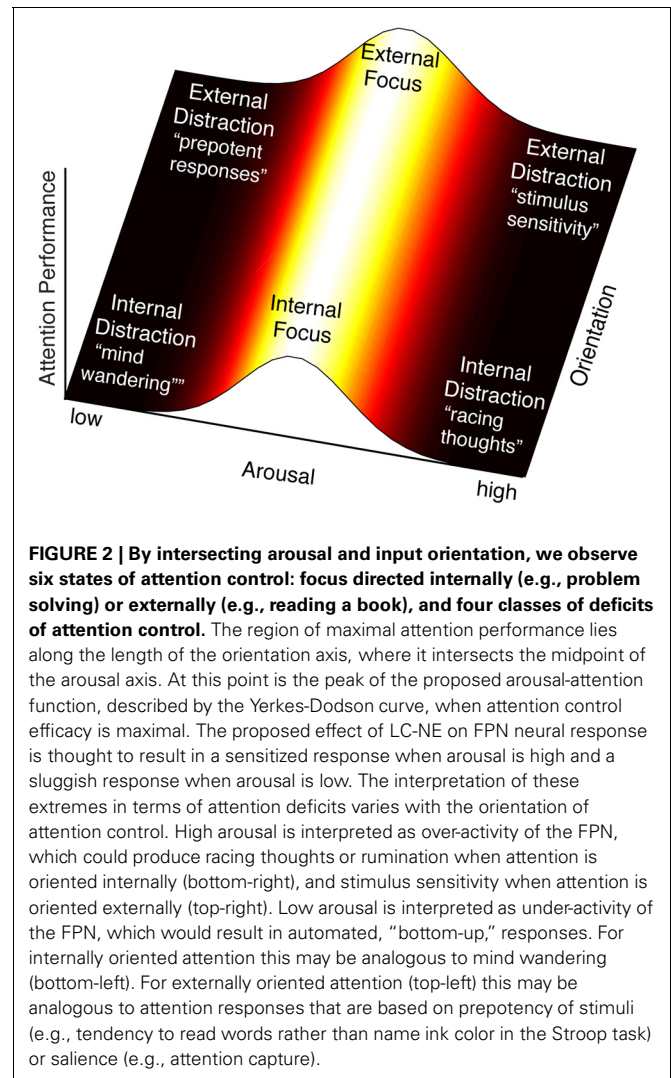 External
Focus
External
Distraction
“prepotent
responses”
External
Distraction
“stimulus
sensitivity”
Attention Performance
Orientation
Internal
Distraction
“mind
wandering””
Internal
Focus
Internal
Distraction
“racing
thoughts”
low
Arousal
high
FIGURE 2 | By intersecting arousal and input orientation, we observe
six states of attention control: focus directed internally (e.g., problem
solving) or externally (e.g., reading a book), and four classes of deficits
of attention control. The region of maximal attention performance lies
along the length of the orientation axis, where it intersects the midpoint of
the arousal axis. At this point is the peak of the proposed arousal-attention
function, described by the Yerkes-Dodson curve, when attention control
efficacy is maximal. The proposed effect of LC-NE on FPN neural response
is thought to result in a sensitized response when arousal is high and a
sluggish response when arousal is low. The interpretation of these
extremes in terms of attention deficits varies with the orientation of
attention control. High arousal is interpreted as over-activity of the FPN,
which could produce racing thoughts or rumination when attention is
oriented internally (bottom-right), and stimulus sensitivity when attention is
oriented externally (top-right). Low arousal is interpreted as under-activity of
the FPN, which would result in automated, “bottom-up,” responses. For
internally oriented attention this may be analogous to mind wandering
(bottom-left). For externally oriented attention (top-left) this may be
analogous to attention responses that are based on prepotency of stimuli
(e.g., tendency to read words rather than name ink color in the Stroop task)
or salience (e.g., attention capture).